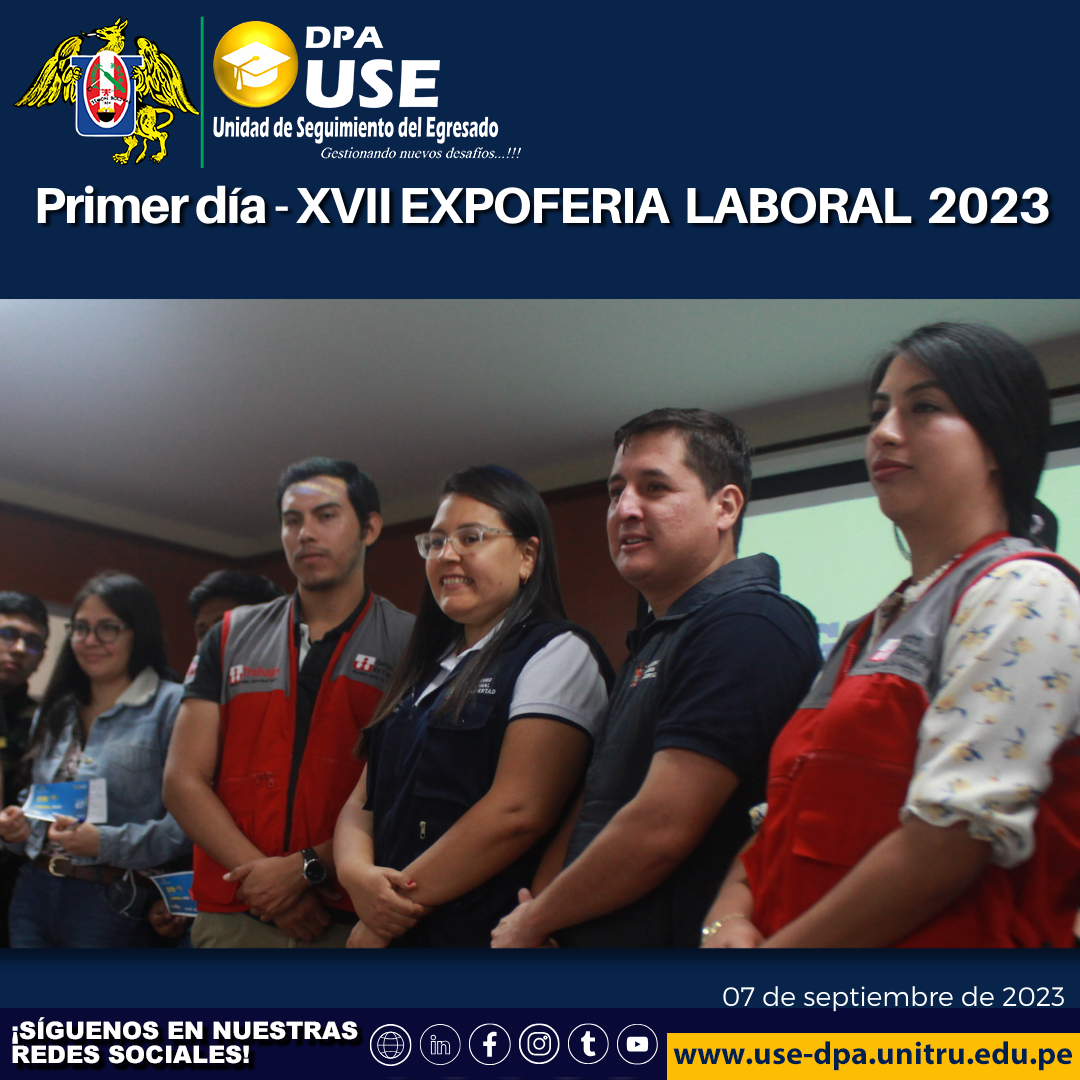 DPA
USE
Unidad de Seguimiento del Egresado
Gestionando nuevos desafíos...!!!
Primer día - XVII EXPOFERIA LABORAL 2023
07 de septiembre de 2023
¡SÍGUENOS EN NUESTRAS
REDES SOCIALES!
www.use-dpa.unitru.edu.pe